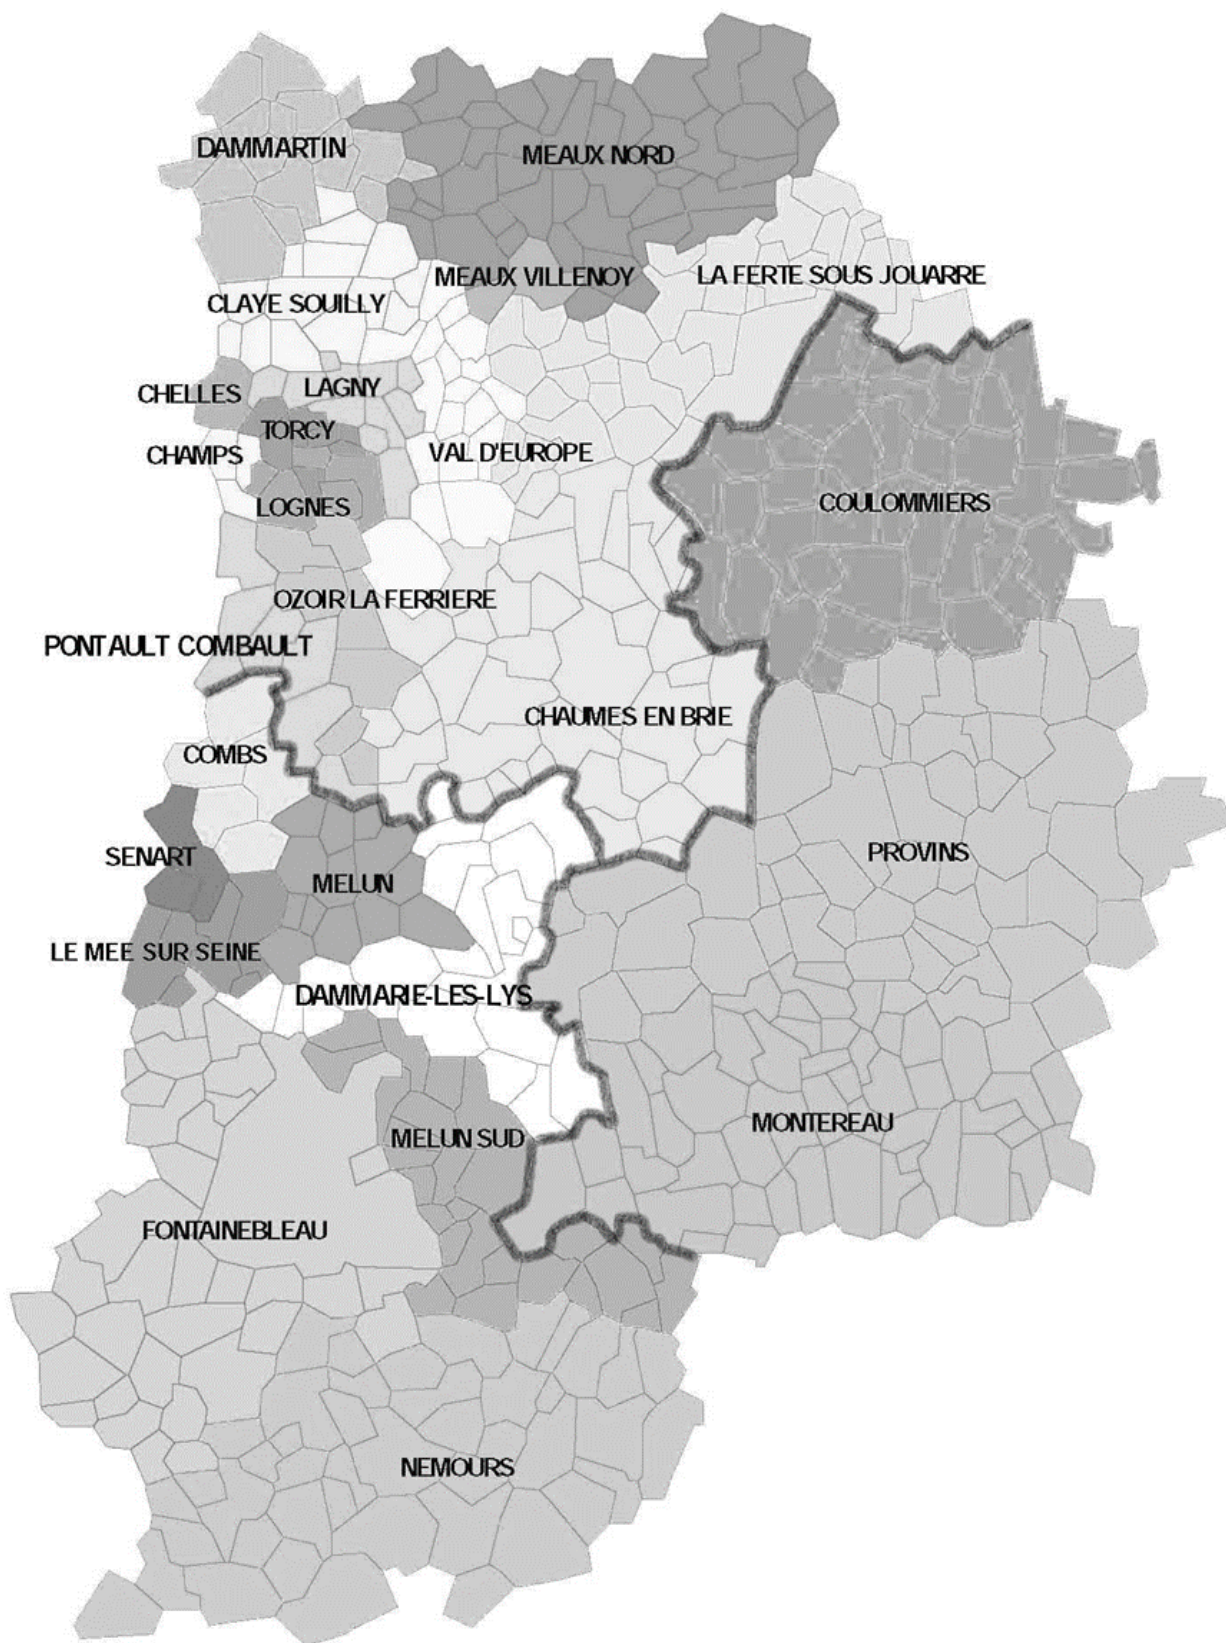 DAMMARTIN
MEAUX NORD
MEAUX VILLENOY
LA FERTE SOUS JOUARRE
CLAYE SOUILLY
CHELLES
LAGNY
TORCY
CHAMPS
VAL D'EUROPE
LOGNES
COULOMMIERS
OZOIR LA FERRIERE
PONTAULT COMBAULT
CHAUMES EN BRIE
COMBS
SENART
PROVINS
MELUN
LE MEE SUR SEINE
DAMMARIE-LES-LYS
MONTEREAU
MELUN SUD
FONTAINEBLEAU
NEMOURS